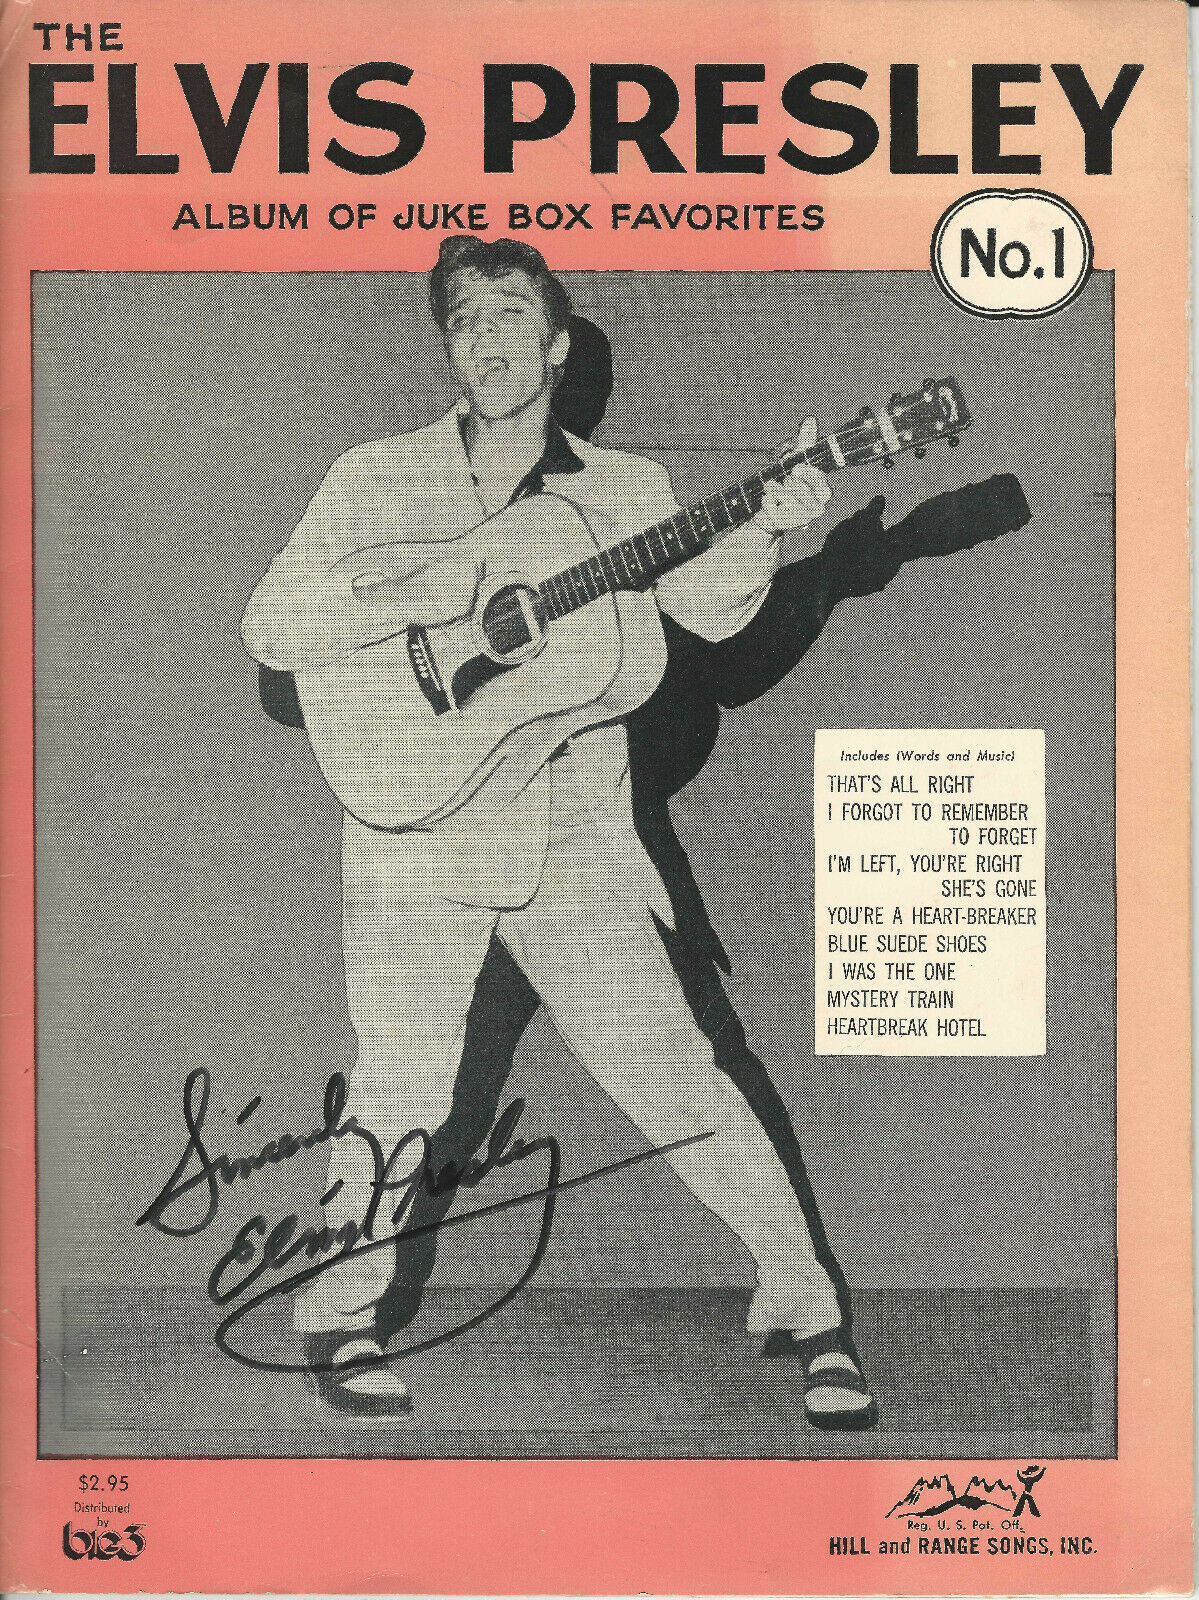 THE
ELVIS PRESLEY
ALBUM OF JUKE BOX FAVORITES
No.1
Includes (Words and Music)
THAT'S ALL RIGHT
I FORGOT TO REMEMBER
TO FORGET
I'M LEFT, YOU'RE RIGHT
SHE'S GONE
YOU'RE A HEART-BREAKER
BLUE SUEDE SHOES
I WAS THE ONE
MYSTERY TRAIN
HEARTBREAK HOTEL
Sincerely
Elvis Presley
$2.95
Distributed
by
big3
Reg. U. S. Pat. Off.
HILL and RANGE SONGS, INC.